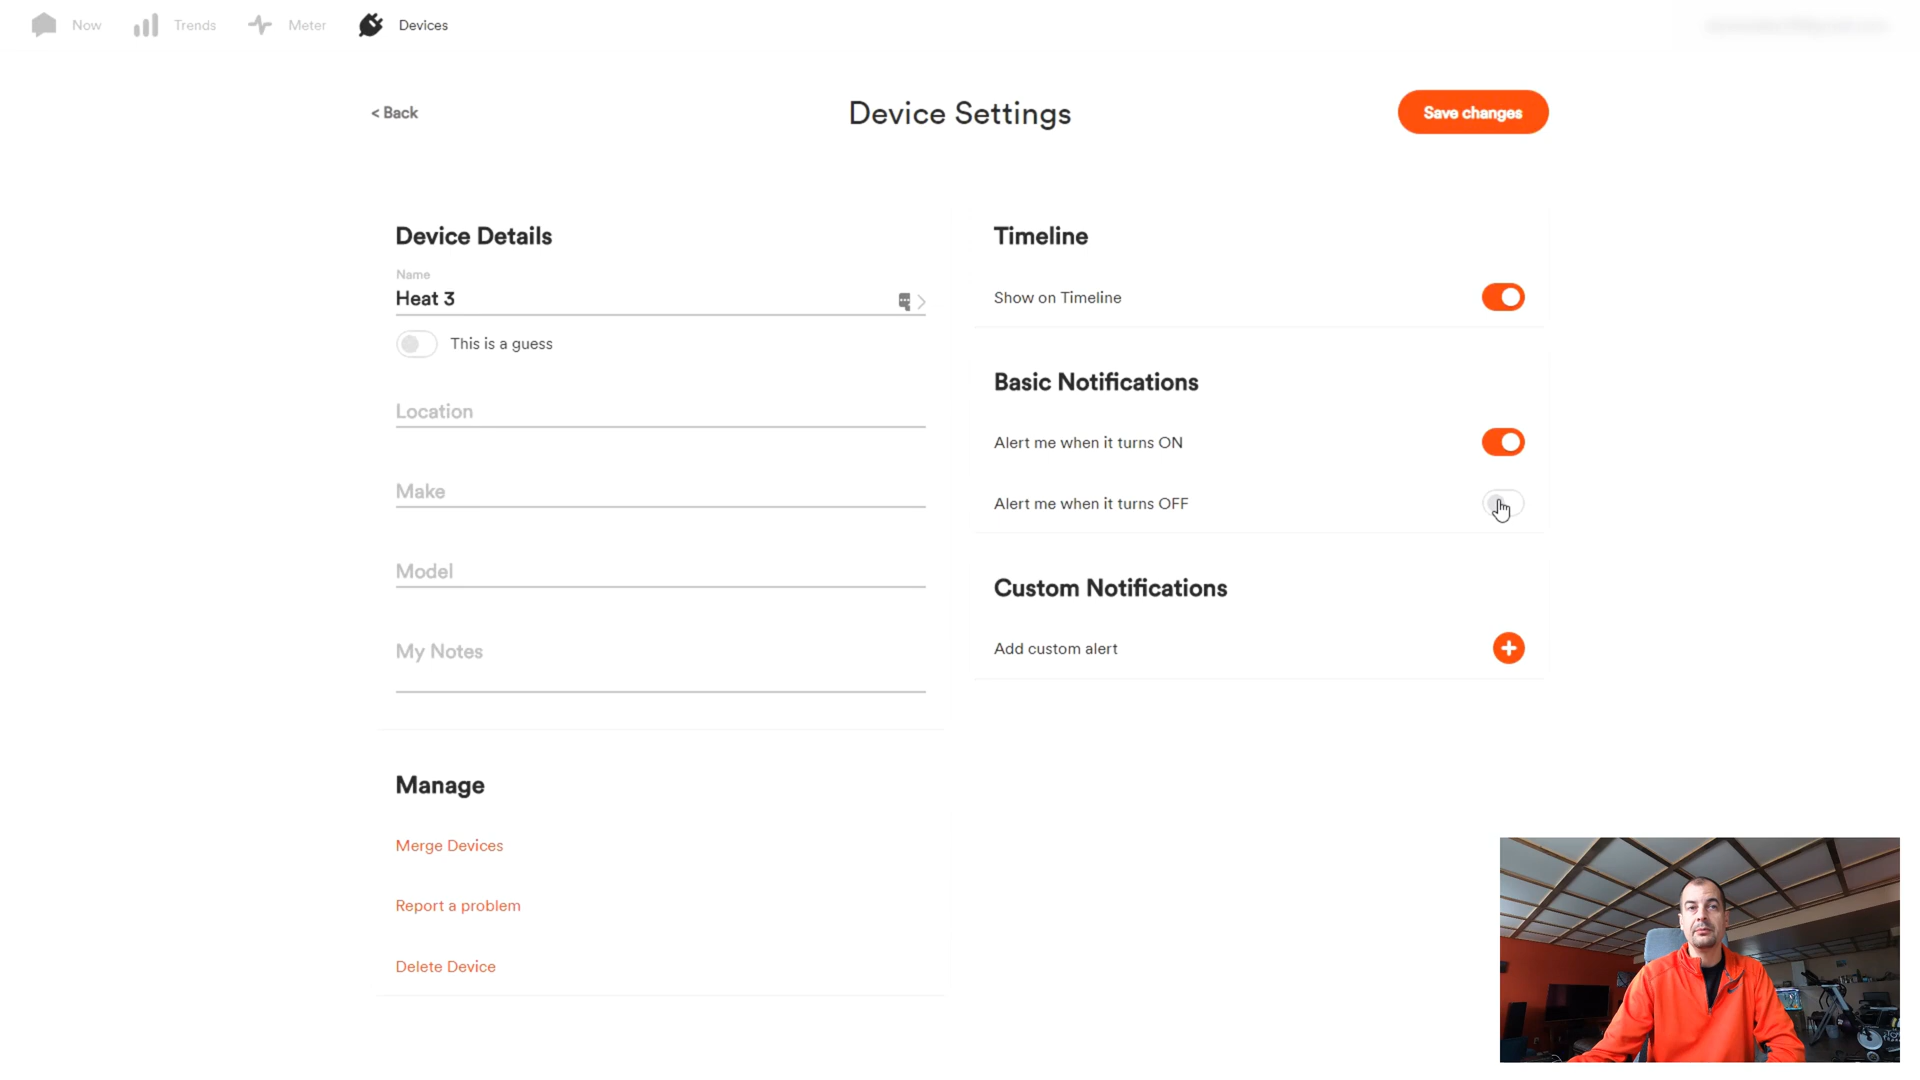 Now
Trends
Meter
Devices
< Back
Device Settings
Save changes
Device Details
Name
Heat 3
This is a guess
Location
Make
Model
My Notes
Manage
Merge Devices
Report a problem
Delete Device
Timeline
Show on Timeline
Basic Notifications
Alert me when it turns ON
Alert me when it turns OFF
Custom Notifications
Add custom alert